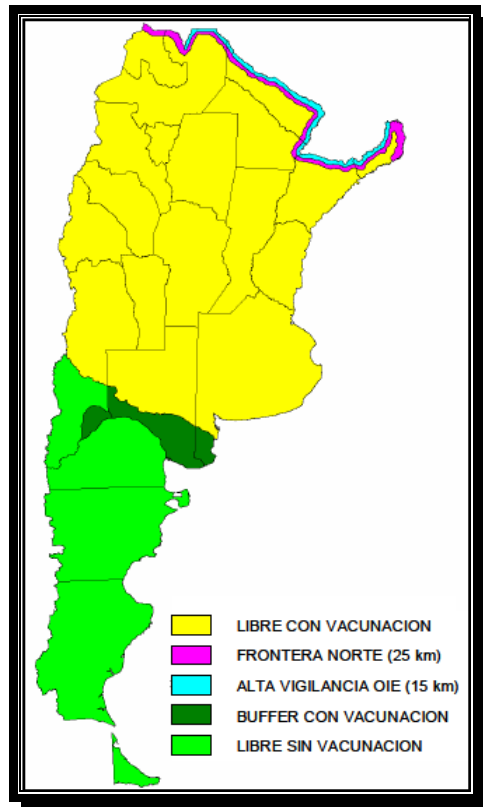 LIBRE CON VACUNACION
FRONTERA NORTE (25 km)
ALTA VIGILANCIA OIE (15 km)
BUFFER CON VACUNACION
LIBRE SIN VACUNACION